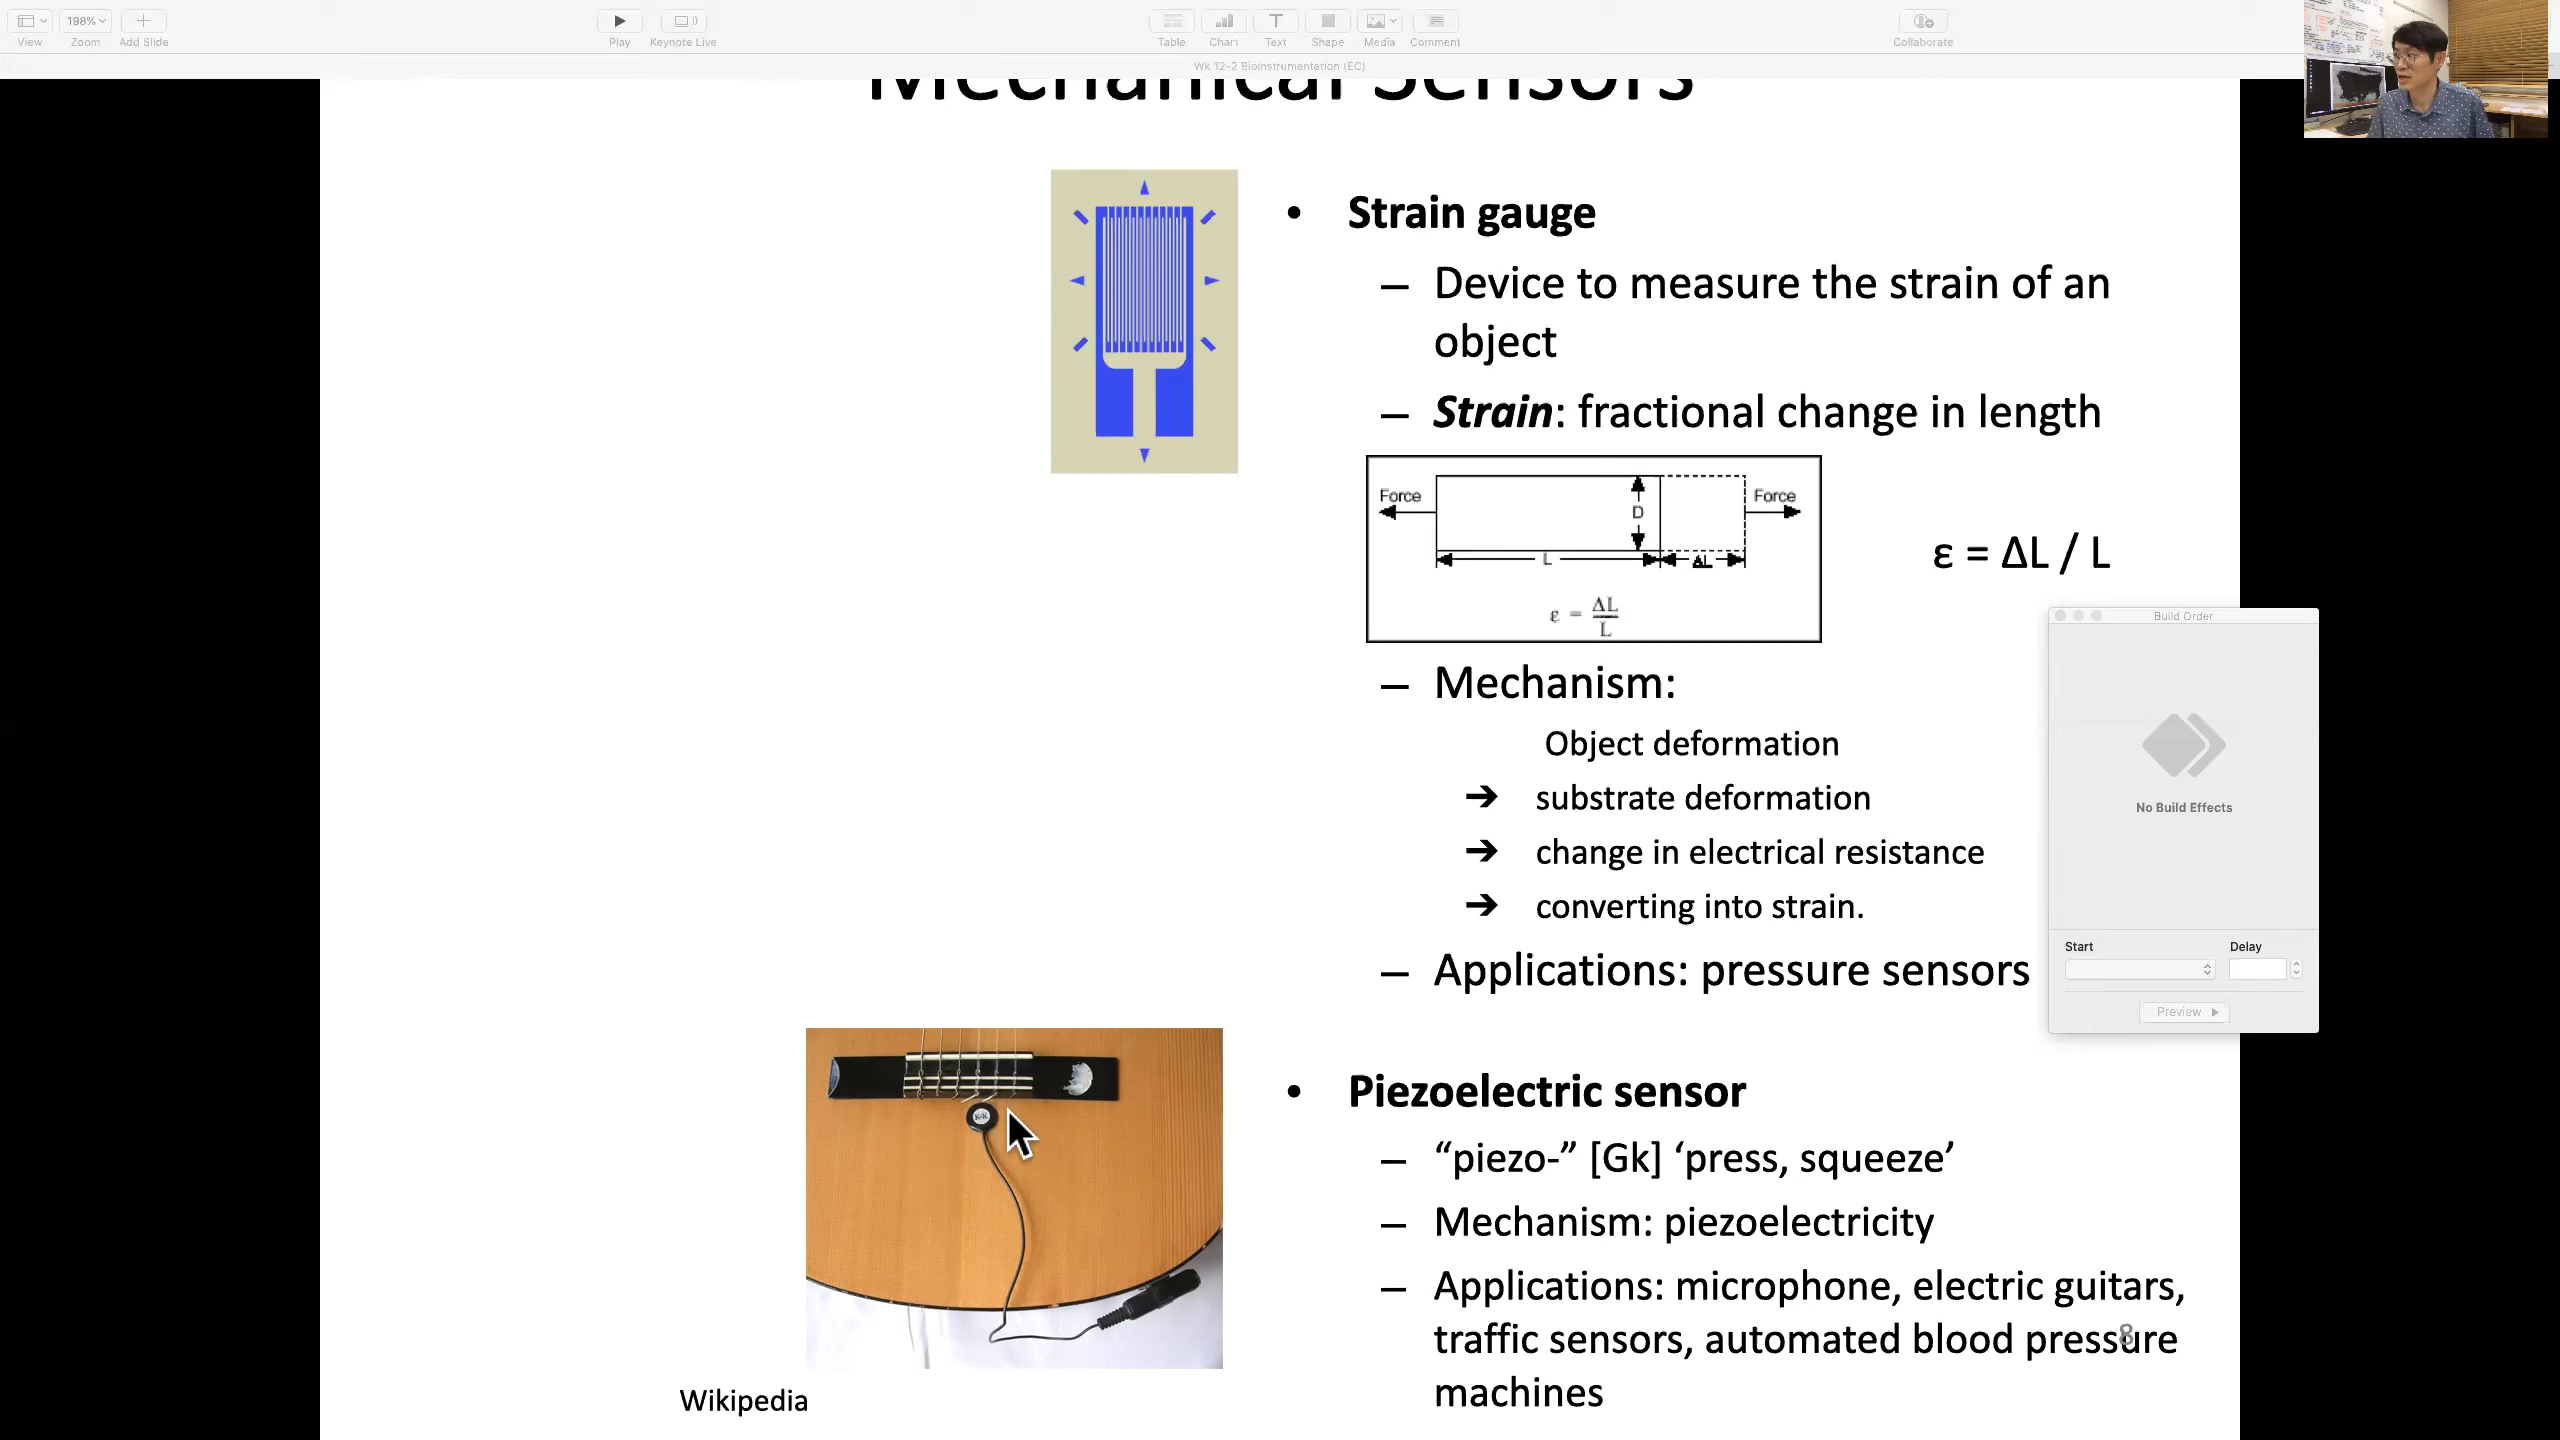 198%
View
Zoom
Add Slide
Play
Keynote Live
Table
Chart
Text
Shape
Media
Comment
Collaborate
Wk 12-2 Bioinstrumentation (EC)
Mechanical Sensors
• Strain gauge
– Device to measure the strain of an
object
– Strain: fractional change in length
Force
D
Force
L
ΔL
ε = ΔL / L
ε = ΔL / L
– Mechanism:
Object deformation
➔ substrate deformation
➔ change in electrical resistance
➔ converting into strain.
– Applications: pressure sensors
Build Order
No Build Effects
Start
Delay
Preview
• Piezoelectric sensor
– “piezo-” [Gk] ‘press, squeeze’
– Mechanism: piezoelectricity
– Applications: microphone, electric guitars,
traffic sensors, automated blood pressure
machines
8
Wikipedia